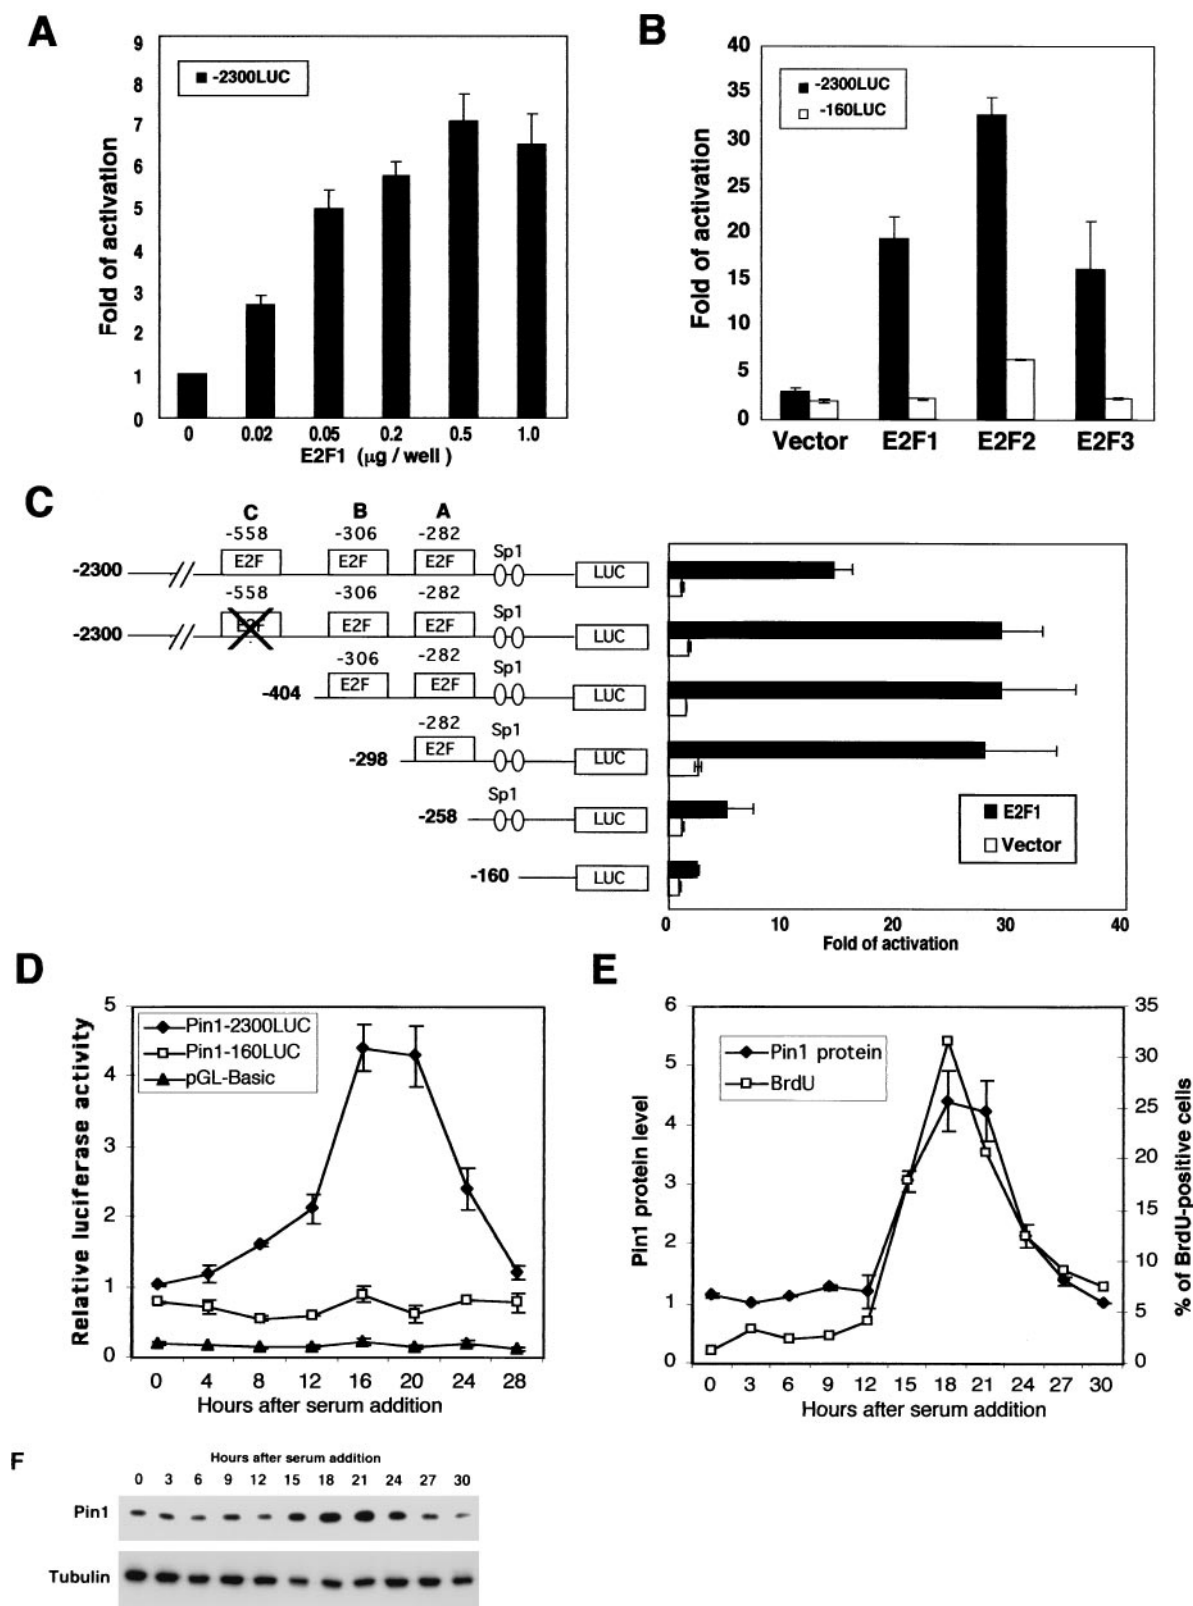 A
Fold of activation
9
8
7
6
5
4
3
2
1
0
-2300LUC
0 0.02 0.05 0.2 0.5 1.0
E2F1 (μg / well )
B
Fold of activation
40
35
30
25
20
15
10
5
0
-2300LUC
-160LUC
Vector E2F1 E2F2 E2F3
C
C B A
-558 -306 -282
-2300 E2F E2F E2F Sp1 LUC
-558 -306 -282
-2300 E2F E2F E2F Sp1 LUC
-306 -282
-404 E2F E2F Sp1 LUC
-282
-298 E2F Sp1 LUC
-258 Sp1 LUC
-160 LUC
E2F1
Vector
0 10 20 30 40
Fold of activation
D
Relative luciferase activity
5
4
3
2
1
0
Pin1-2300LUC
Pin1-160LUC
pGL-Basic
0 4 8 12 16 20 24 28
Hours after serum addition
E
Pin1 protein level
6
5
4
3
2
1
0
Pin1 protein
BrdU
35
30
25
20
15
10
5
0
% of BrdU-positive cells
0 3 6 9 12 15 18 21 24 27 30
Hours after serum addition
F
Hours after serum addition
0 3 6 9 12 15 18 21 24 27 30
Pin1
Tubulin